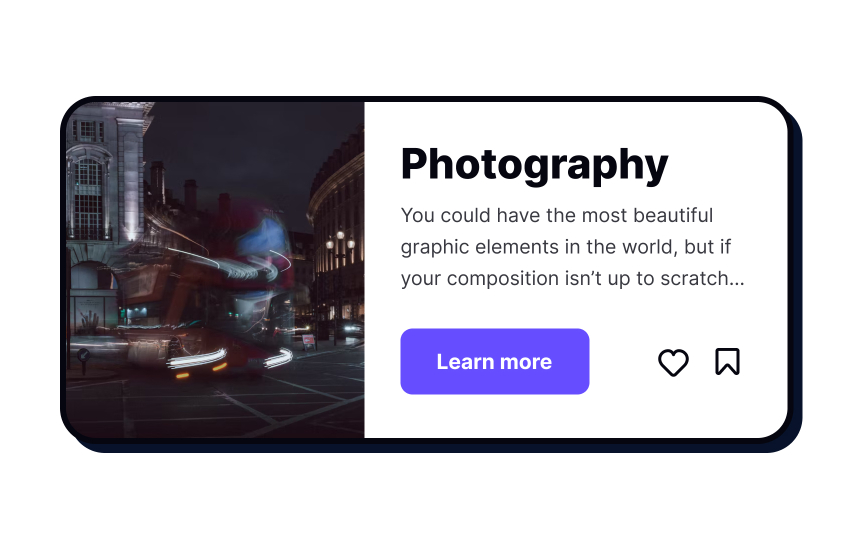 Photography
You could have the most beautiful
graphic elements in the world, but if
your composition isn’t up to scratch...
Learn more